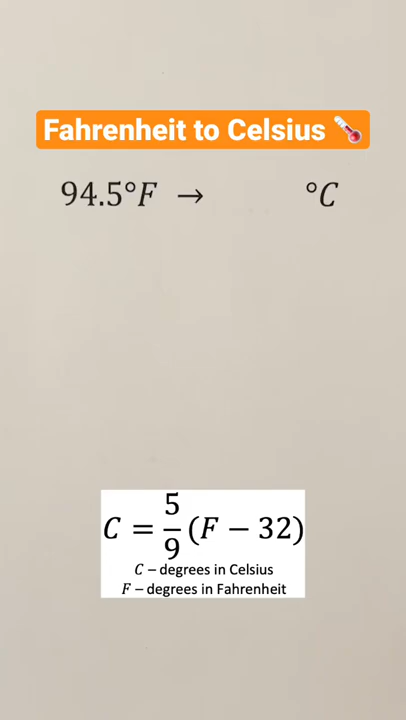 Fahrenheit to Celsius 🌡️
94.5°F → °C
C = 5/9 (F − 32)
C – degrees in Celsius
F – degrees in Fahrenheit